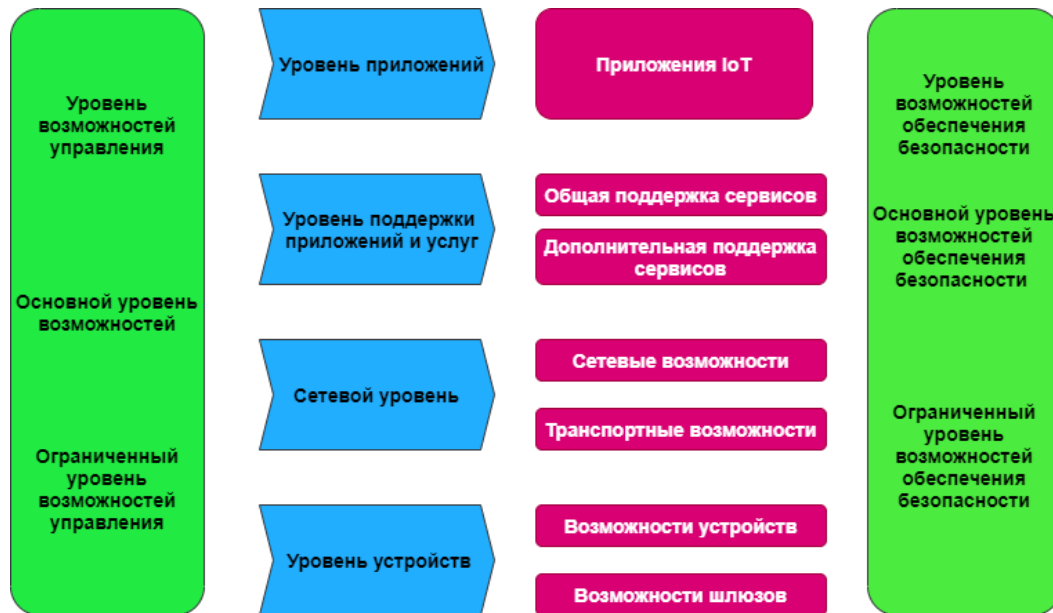 Уровень
возможностей
управления
Основной уровень
возможностей
Ограниченный
уровень
возможностей
управления
Уровень приложений
Приложения IoT
Уровень поддержки
приложений и услуг
Общая поддержка сервисов
Дополнительная поддержка
сервисов
Сетевой уровень
Сетевые возможности
Транспортные возможности
Уровень устройств
Возможности устройств
Возможности шлюзов
Уровень
возможностей
обеспечения
безопасности
Основной уровень
возможностей
обеспечения
безопасности
Ограниченный
уровень
возможностей
обеспечения
безопасности